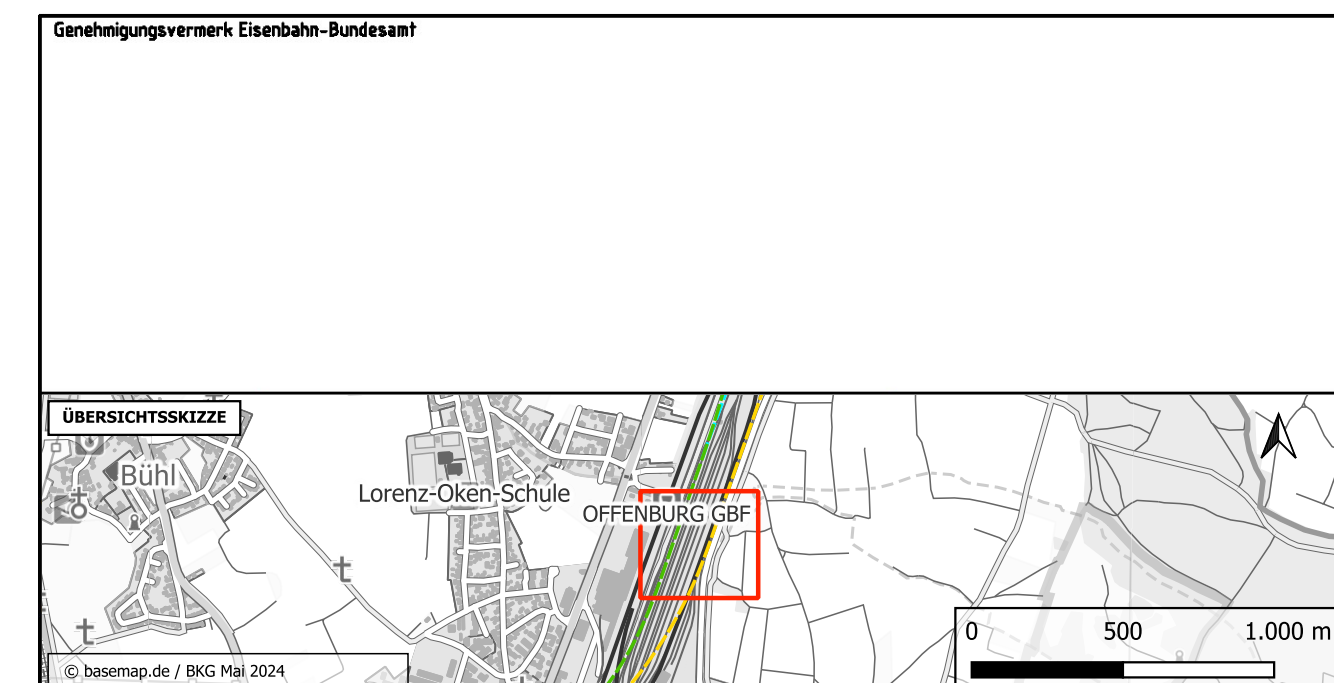 Genehmigungsvermerk Eisenbahn-Bundesamt
ÜBERSICHTSSKIZZE
Bühl
Lorenz-Oken-Schule
OFFENBURG GBF
0 500 1.000 m
© basemap.de / BKG Mai 2024